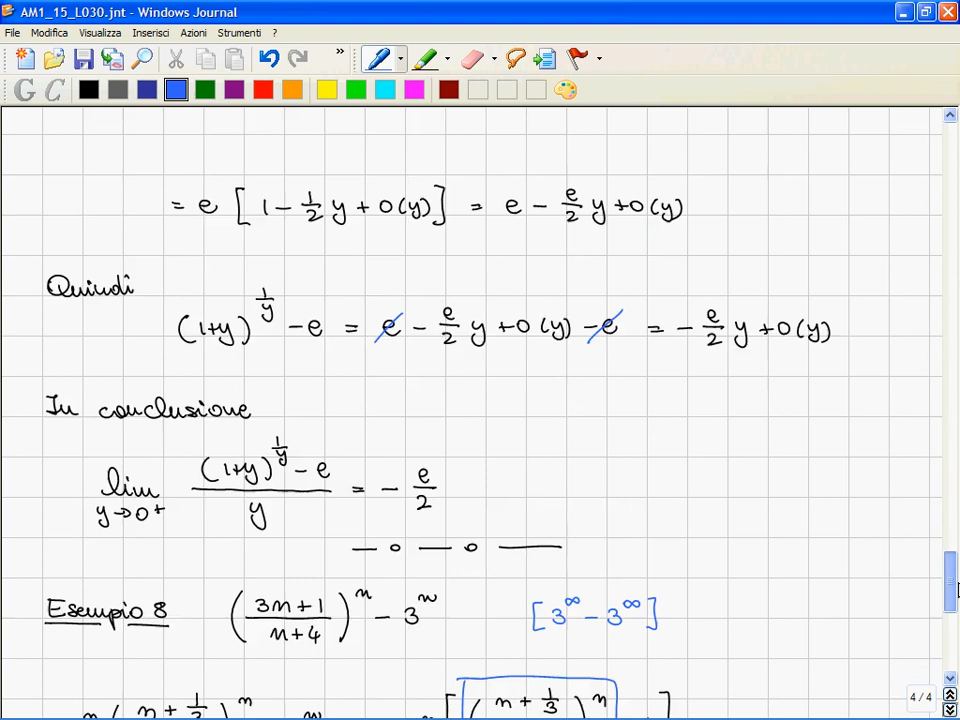 AM1_15_L030.jnt - Windows Journal
File Modifica Visualizza Inserisci Azioni Strumenti ?
= e [1 - 1/2 y + o(y)] = e - e/2 y + o(y)
Quindi
(1+y)^(1/y) - e = e - e/2 y + o(y) - e = - e/2 y + o(y)
In conclusione
lim y→0+ ((1+y)^(1/y) - e)/y = - e/2
— o — o —
Esempio 8 ((3n+1)/(n+4))^n - 3^n [3^∞ - 3^∞]
4/4